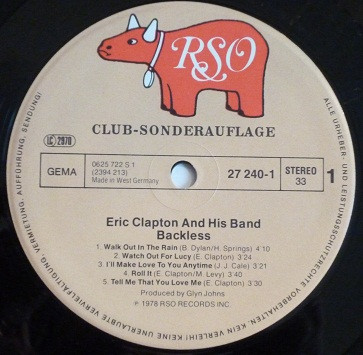 RSO
CLUB-SONDERAUFLAGE
LC 2970
GEMA
0625 722 S 1
(2394 213)
Made in West Germany
27 240-1
STEREO
33
1
Eric Clapton And His Band
Backless
1. Walk Out In The Rain (B. Dylan/H. Springs) 4:10
2. Watch Out For Lucy (E. Clapton) 3:24
3. I'll Make Love To You Anytime (J. J. Cale) 3:21
4. Roll It (E. Clapton/M. Levy) 3:40
5. Tell Me That You Love Me (E. Clapton) 3:30
Produced by Glyn Johns
℗ 1978 RSO RECORDS INC.
ALLE URHEBER- UND LEISTUNGSSCHUTZRECHTE VORBEHALTEN. KEIN VERLEIH! KEINE UNERLAUBTE VERVIELFÄLTIGUNG, VERMIETUNG, AUFFÜHRUNG, SENDUNG!